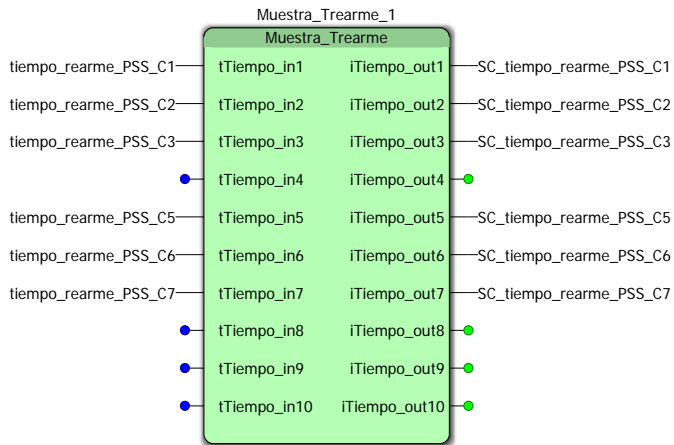 Muestra_Trearme_1
Muestra_Trearme
tiempo_rearme_PSS_C1 tTiempo_in1 iTiempo_out1 SC_tiempo_rearme_PSS_C1
tiempo_rearme_PSS_C2 tTiempo_in2 iTiempo_out2 SC_tiempo_rearme_PSS_C2
tiempo_rearme_PSS_C3 tTiempo_in3 iTiempo_out3 SC_tiempo_rearme_PSS_C3
tTiempo_in4 iTiempo_out4
tiempo_rearme_PSS_C5 tTiempo_in5 iTiempo_out5 SC_tiempo_rearme_PSS_C5
tiempo_rearme_PSS_C6 tTiempo_in6 iTiempo_out6 SC_tiempo_rearme_PSS_C6
tiempo_rearme_PSS_C7 tTiempo_in7 iTiempo_out7 SC_tiempo_rearme_PSS_C7
tTiempo_in8 iTiempo_out8
tTiempo_in9 iTiempo_out9
tTiempo_in10 iTiempo_out10